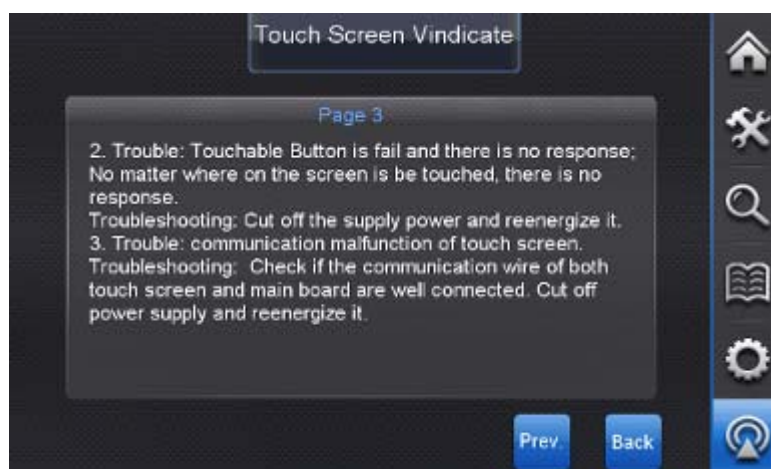 Touch Screen Vindicate
Page 3
2. Trouble: Touchable Button is fail and there is no response;
No matter where on the screen is be touched, there is no
response.
Troubleshooting: Cut off the supply power and reenergize it.
3. Trouble: communication malfunction of touch screen.
Troubleshooting:  Check if the communication wire of both
touch screen and main board are well connected. Cut off
power supply and reenergize it.
Prev.
Back